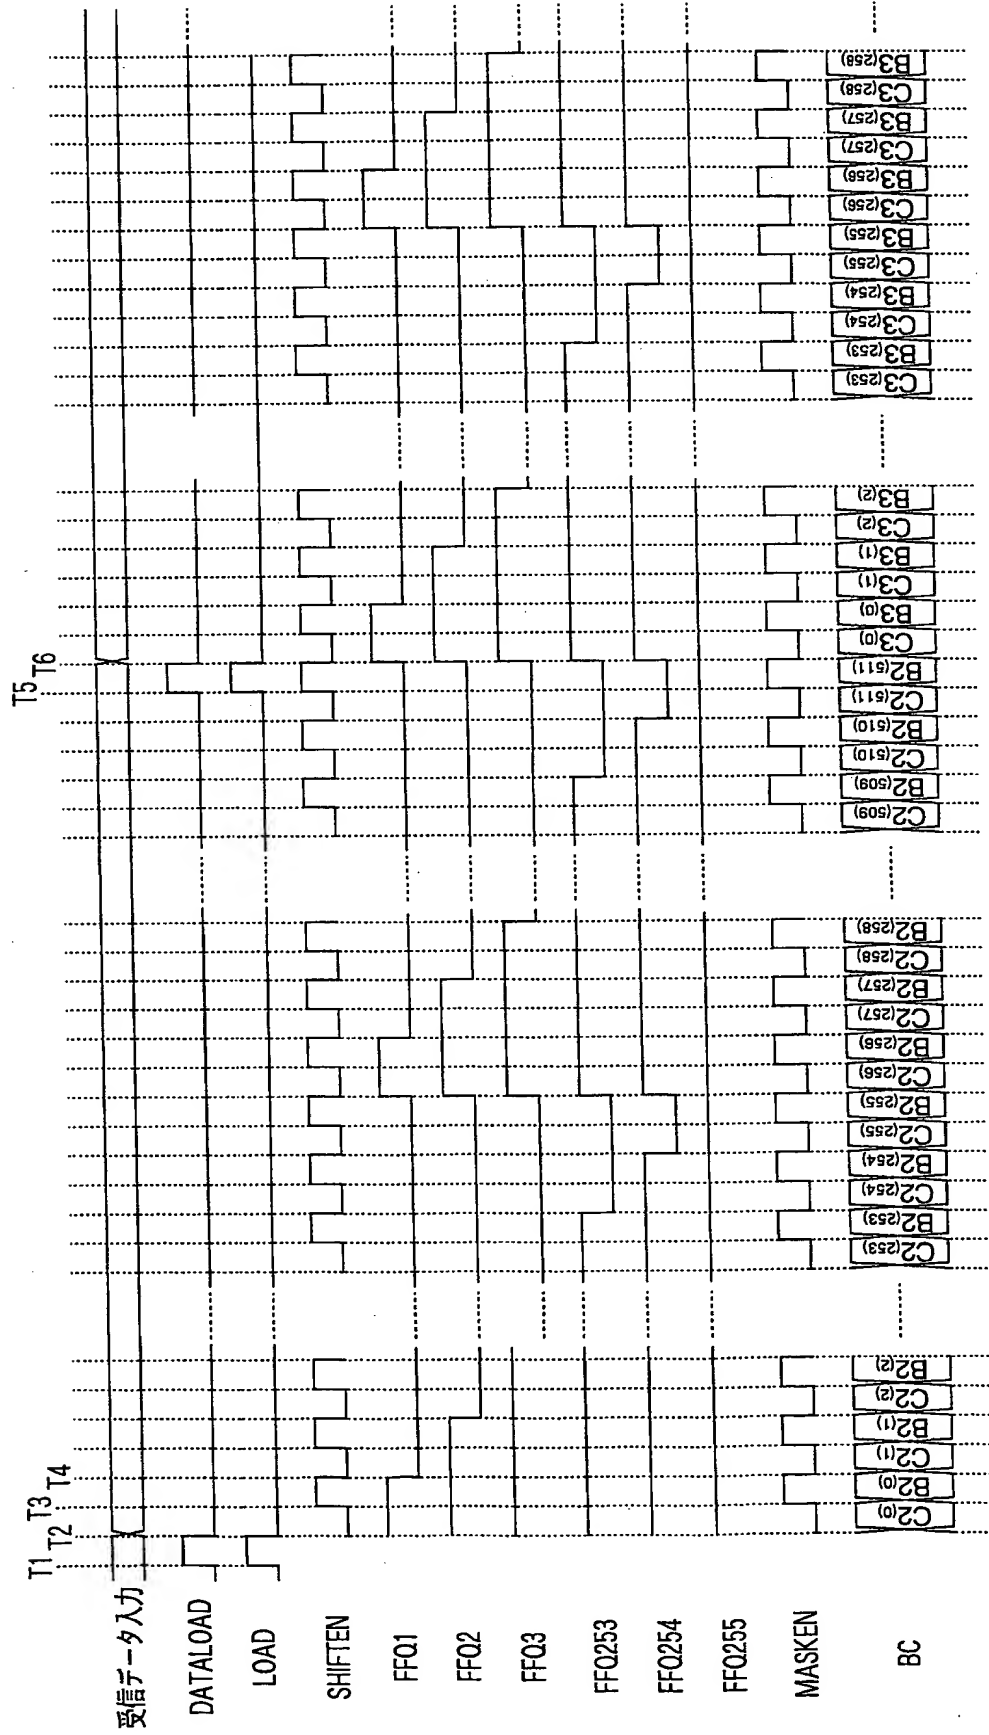 T1
T2
T3
T4
T5
T6
受信データ入力
DATALOAD
LOAD
SHIFTEN
FFQ1
FFQ2
FFQ3
FFQ253
FFQ254
FFQ255
MASKEN
BC
C2(0)
B2(0)
C2(1)
B2(1)
C2(2)
B2(2)
C2(253)
B2(253)
C2(254)
B2(254)
C2(255)
B2(255)
C2(256)
B2(256)
C2(257)
B2(257)
C2(258)
B2(258)
C2(509)
B2(509)
C2(510)
B2(510)
C2(511)
B2(511)
C3(0)
B3(0)
C3(1)
B3(1)
C3(2)
B3(2)
C3(253)
B3(253)
C3(254)
B3(254)
C3(255)
B3(255)
C3(256)
B3(256)
C3(257)
B3(257)
C3(258)
B3(258)